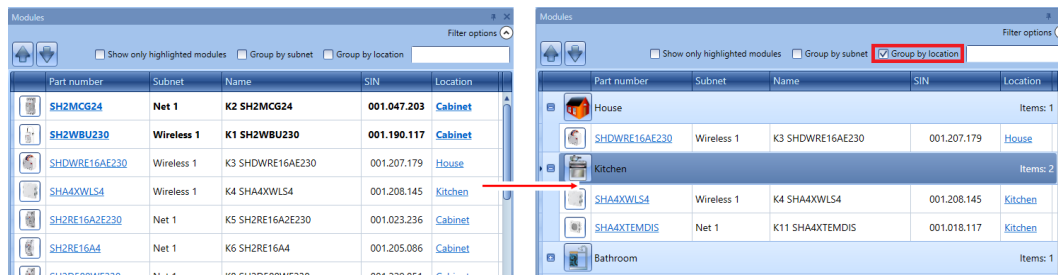 Modules
Filter options
Show only highlighted modules Group by subnet Group by location
Part number Subnet Name SIN Location
SH2MCG24 Net 1 K2 SH2MCG24 001.047.203 Cabinet
SH2WBU230 Wireless 1 K1 SH2WBU230 001.190.117 Cabinet
SHDWRE16AE230 Wireless 1 K3 SHDWRE16AE230 001.207.179 House
SHA4XWLS4 Wireless 1 K4 SHA4XWLS4 001.208.145 Kitchen
SH2RE16A2E230 Net 1 K5 SH2RE16A2E230 001.023.236 Cabinet
SH2RE16A4 Net 1 K6 SH2RE16A4 001.205.086 Cabinet
Modules
Filter options
Show only highlighted modules Group by subnet Group by location
Part number Subnet Name SIN Location
House Items: 1
SHDWRE16AE230 Wireless 1 K3 SHDWRE16AE230 001.207.179 House
Kitchen Items: 2
SHA4XWLS4 Wireless 1 K4 SHA4XWLS4 001.208.145 Kitchen
SHA4XTEMDIS Net 1 K11 SHA4XTEMDIS 001.018.117 Kitchen
Bathroom Items: 1